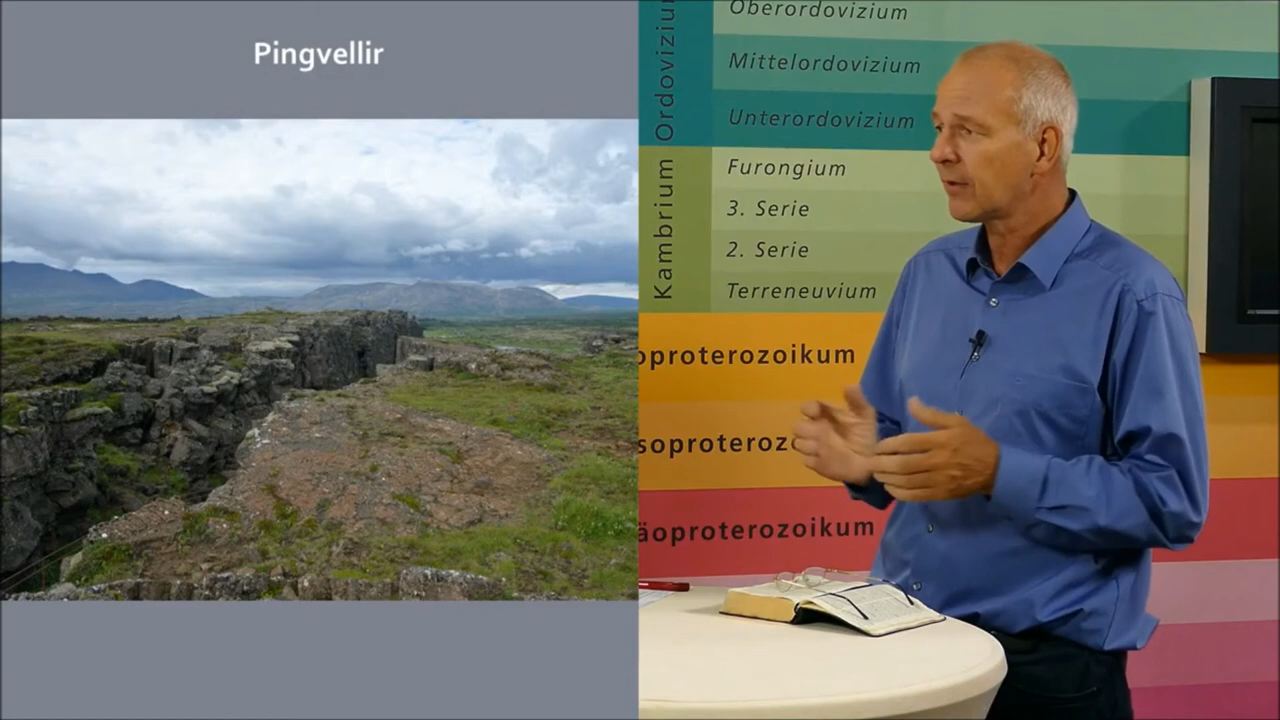 Pingvellir
Oberordovizium
Mittelordovizium
Unterordovizium
Ordovizium
Furongium
3. Serie
2. Serie
Terreneuvium
Kambrium
oproterozoikum
soproterozo
äoproterozoikum